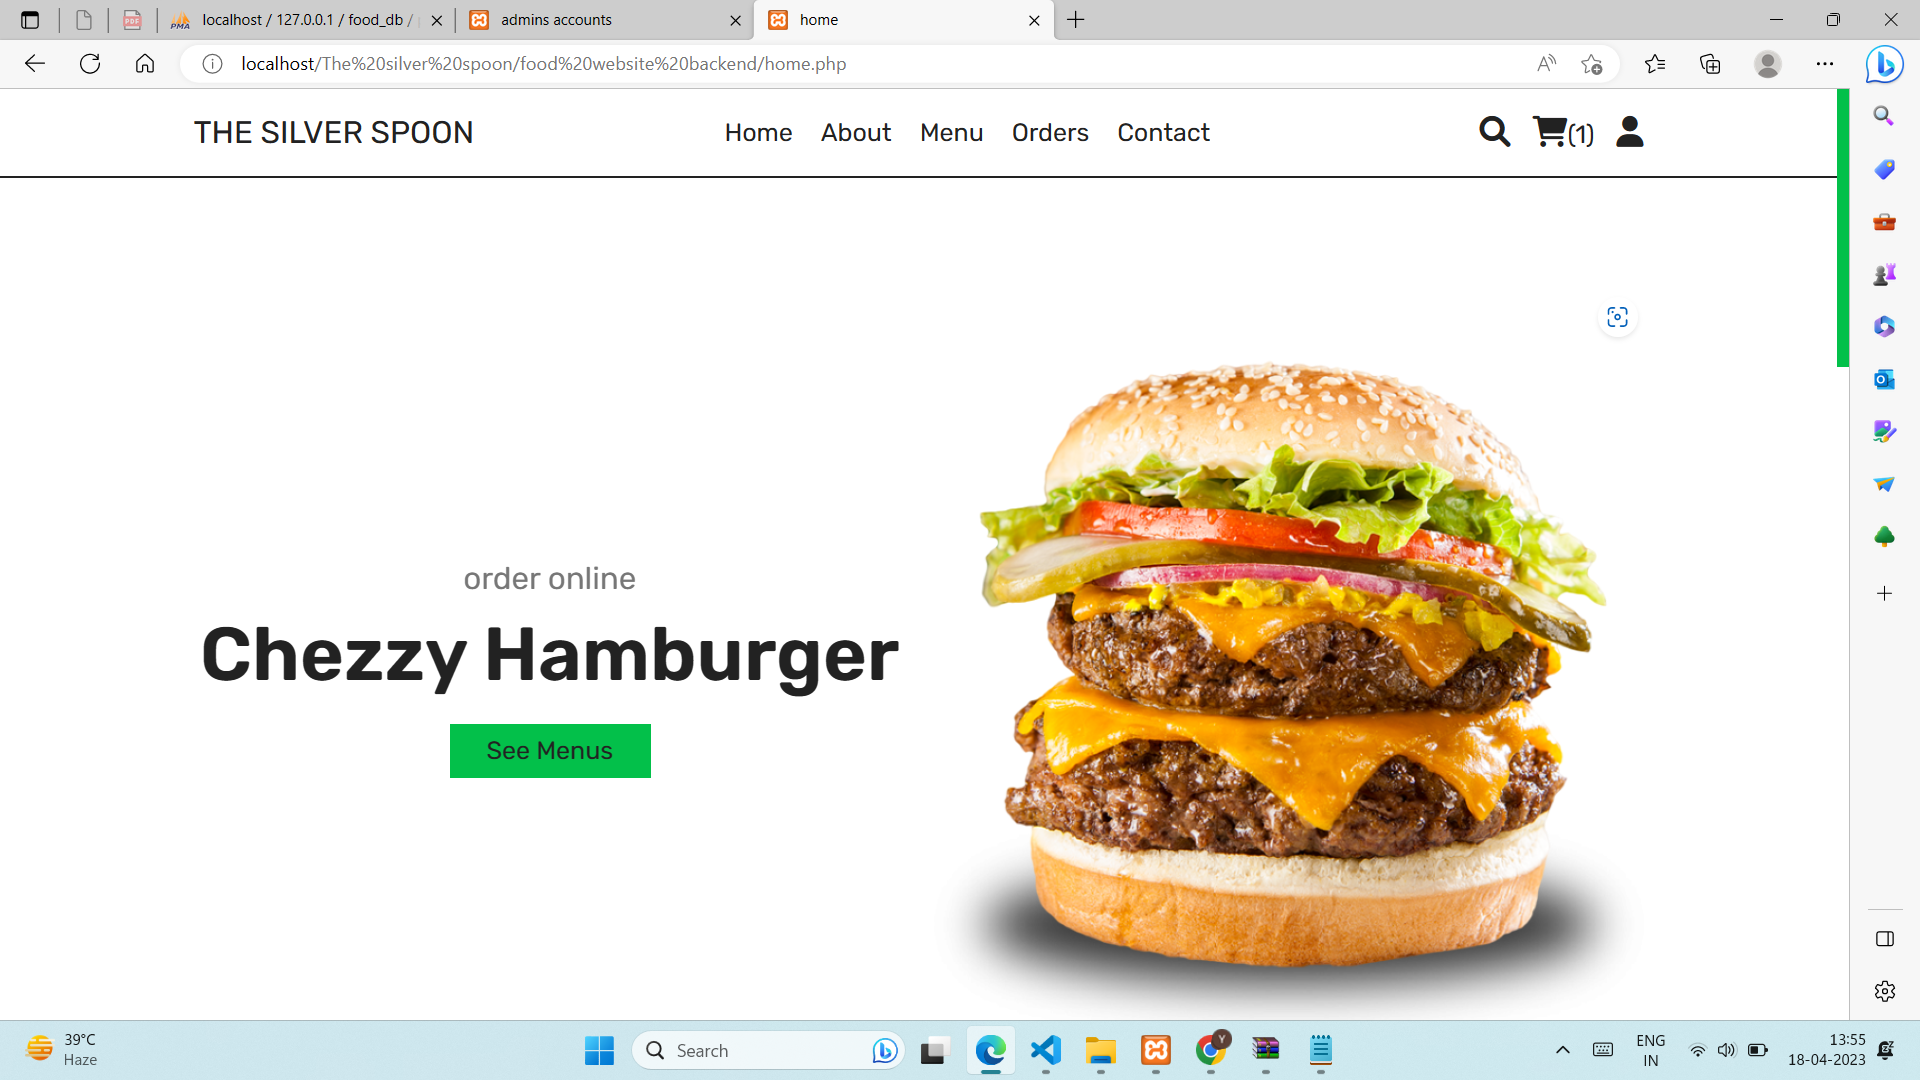 localhost / 127.0.0.1 / food_db /
admins accounts
home
localhost/The%20silver%20spoon/food%20website%20backend/home.php
THE SILVER SPOON
Home About Menu Orders Contact
(1)
order online
Chezzy Hamburger
See Menus
39°C
Haze
Search
Y
ENG
IN
13:55
18-04-2023